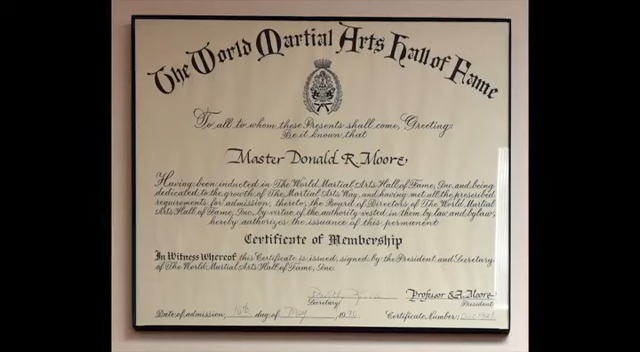 The World Martial Arts Hall of Fame
To all to whom these Presents shall come, Greeting:
Be it known that
Master Donald R. Moore
Having been inducted in The World Martial Arts Hall of Fame, Inc. and being
dedicated to the growth of The Martial Arts Way, and having met all the prescribed
requirements for admission, thereto, the Board of Directors of The World Martial
Arts Hall of Fame, Inc., by virtue of the authority vested in them by law and bylaw,
hereby authorizes the issuance of this permanent
Certificate of Membership
In Witness Whereof this Certificate is issued, signed by the President and Secretary
of The World Martial Arts Hall of Fame, Inc.
Secretary
Professor S.A. Moore
President
Date of admission, 16th day of May, 19
Certificate Number: